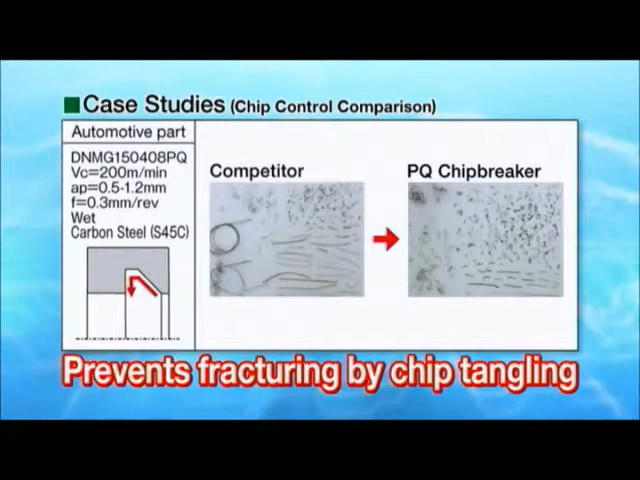 Case Studies (Chip Control Comparison)
Automotive part
DNMG150408PQ
Vc=200m/min
ap=0.5-1.2mm
f=0.3mm/rev
Wet
Carbon Steel (S45C)
Competitor
PQ Chipbreaker
Prevents fracturing by chip tangling